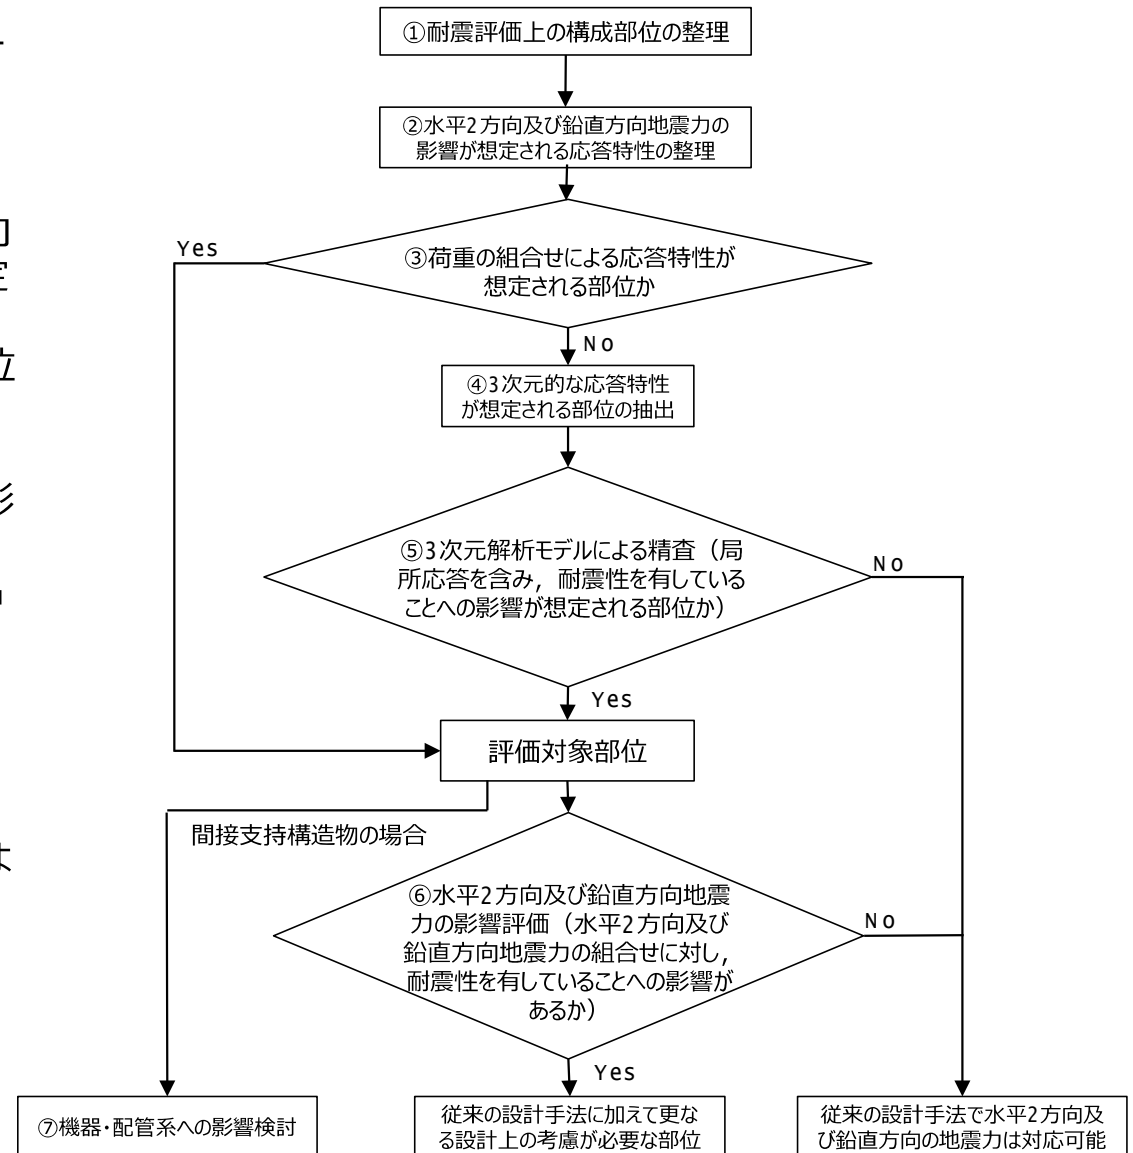 ①耐震評価上の構成部位の整理
②水平2方向及び鉛直方向地震力の
影響が想定される応答特性の整理
Yes
③荷重の組合せによる応答特性が
想定される部位か
No
④3次元的な応答特性
が想定される部位の抽出
⑤3次元解析モデルによる精査（局
所応答を含み，耐震性を有している
ことへの影響が想定される部位か）
No
Yes
評価対象部位
間接支持構造物の場合
⑥水平2方向及び鉛直方向地震
力の影響評価（水平2方向及び
鉛直方向地震力の組合せに対し，
耐震性を有していることへの影響が
あるか）
No
Yes
⑦機器・配管系への影響検討
従来の設計手法に加えて更な
る設計上の考慮が必要な部位
従来の設計手法で水平2方向及
び鉛直方向の地震力は対応可能